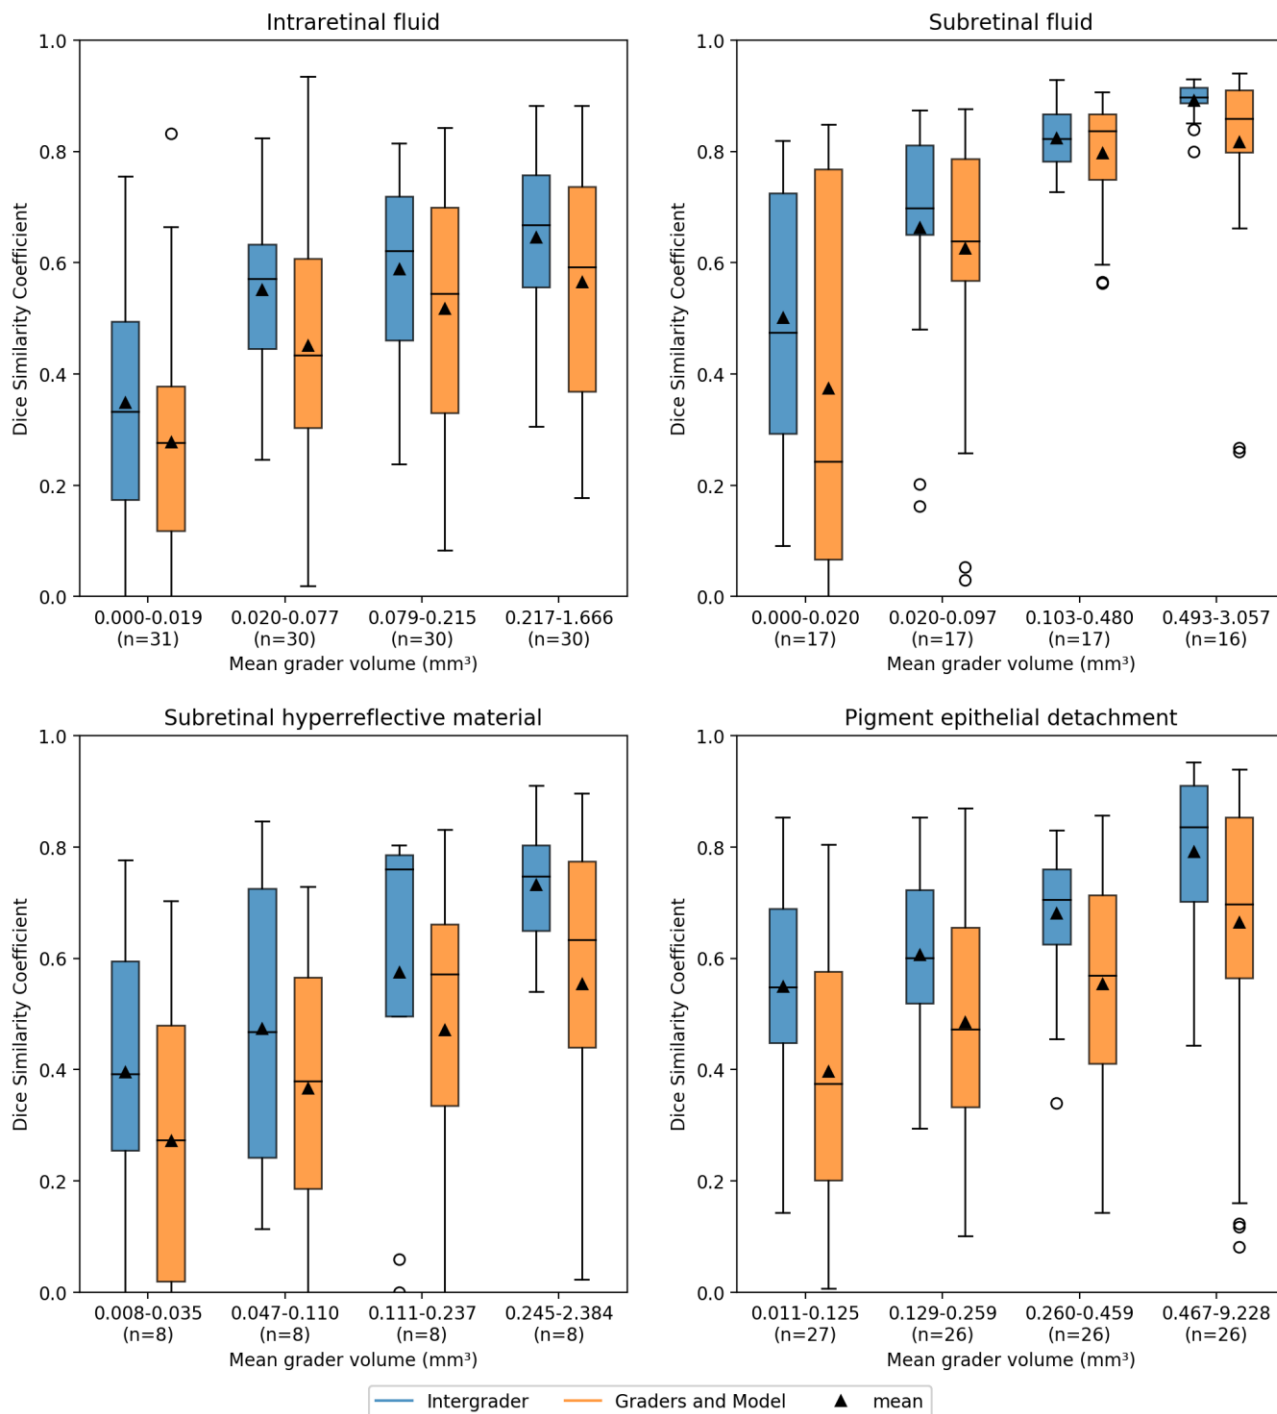 Intraretinal fluid
Dice Similarity Coefficient
1.0
0.8
0.6
0.4
0.2
0.0
0.000-0.019 0.020-0.077 0.079-0.215 0.217-1.666
(n=31) (n=30) (n=30) (n=30)
Mean grader volume (mm³)
Subretinal fluid
Dice Similarity Coefficient
1.0
0.8
0.6
0.4
0.2
0.0
0.000-0.020 0.020-0.097 0.103-0.480 0.493-3.057
(n=17) (n=17) (n=17) (n=16)
Mean grader volume (mm³)
Subretinal hyperreflective material
Dice Similarity Coefficient
1.0
0.8
0.6
0.4
0.2
0.0
0.008-0.035 0.047-0.110 0.111-0.237 0.245-2.384
(n=8) (n=8) (n=8) (n=8)
Mean grader volume (mm³)
Pigment epithelial detachment
Dice Similarity Coefficient
1.0
0.8
0.6
0.4
0.2
0.0
0.011-0.125 0.129-0.259 0.260-0.459 0.467-9.228
(n=27) (n=26) (n=26) (n=26)
Mean grader volume (mm³)
Intergrader Graders and Model mean